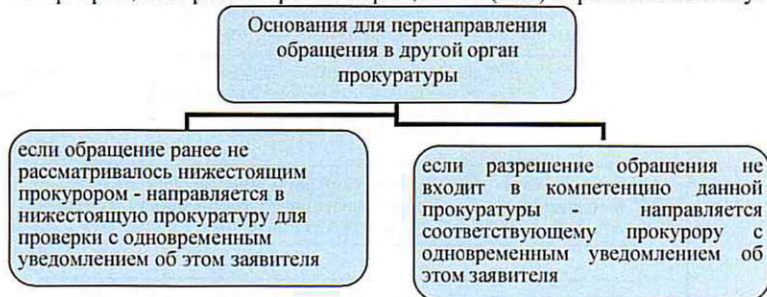 Основания для перенаправления
обращения в другой орган
прокуратуры
если обращение ранее не
рассматривалось нижестоящим
прокурором - направляется в
нижестоящую прокуратуру для
проверки с одновременным
уведомлением об этом заявителя
если разрешение обращения не
входит в компетенцию данной
прокуратуры - направляется
соответствующему прокурору с
одновременным уведомлением об
этом заявителя